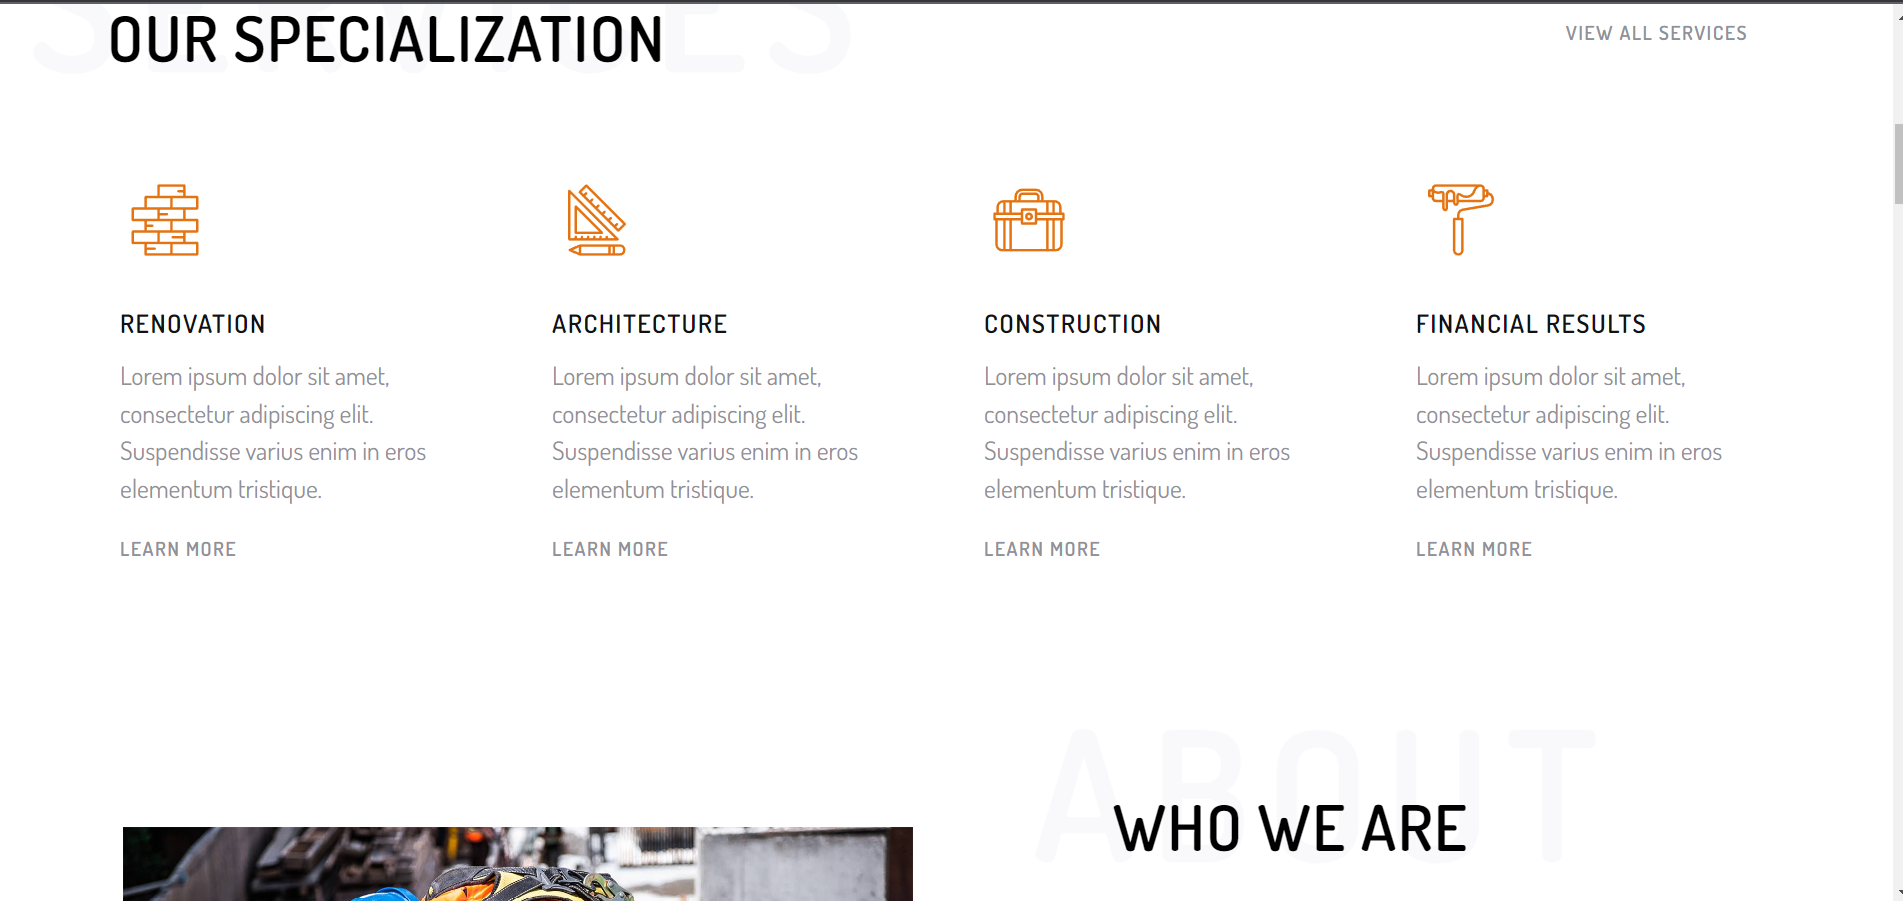 SERVICES
OUR SPECIALIZATION
VIEW ALL SERVICES
RENOVATION
Lorem ipsum dolor sit amet,
consectetur adipiscing elit.
Suspendisse varius enim in eros
elementum tristique.
LEARN MORE
ARCHITECTURE
Lorem ipsum dolor sit amet,
consectetur adipiscing elit.
Suspendisse varius enim in eros
elementum tristique.
LEARN MORE
CONSTRUCTION
Lorem ipsum dolor sit amet,
consectetur adipiscing elit.
Suspendisse varius enim in eros
elementum tristique.
LEARN MORE
FINANCIAL RESULTS
Lorem ipsum dolor sit amet,
consectetur adipiscing elit.
Suspendisse varius enim in eros
elementum tristique.
LEARN MORE
ABOUT
WHO WE ARE